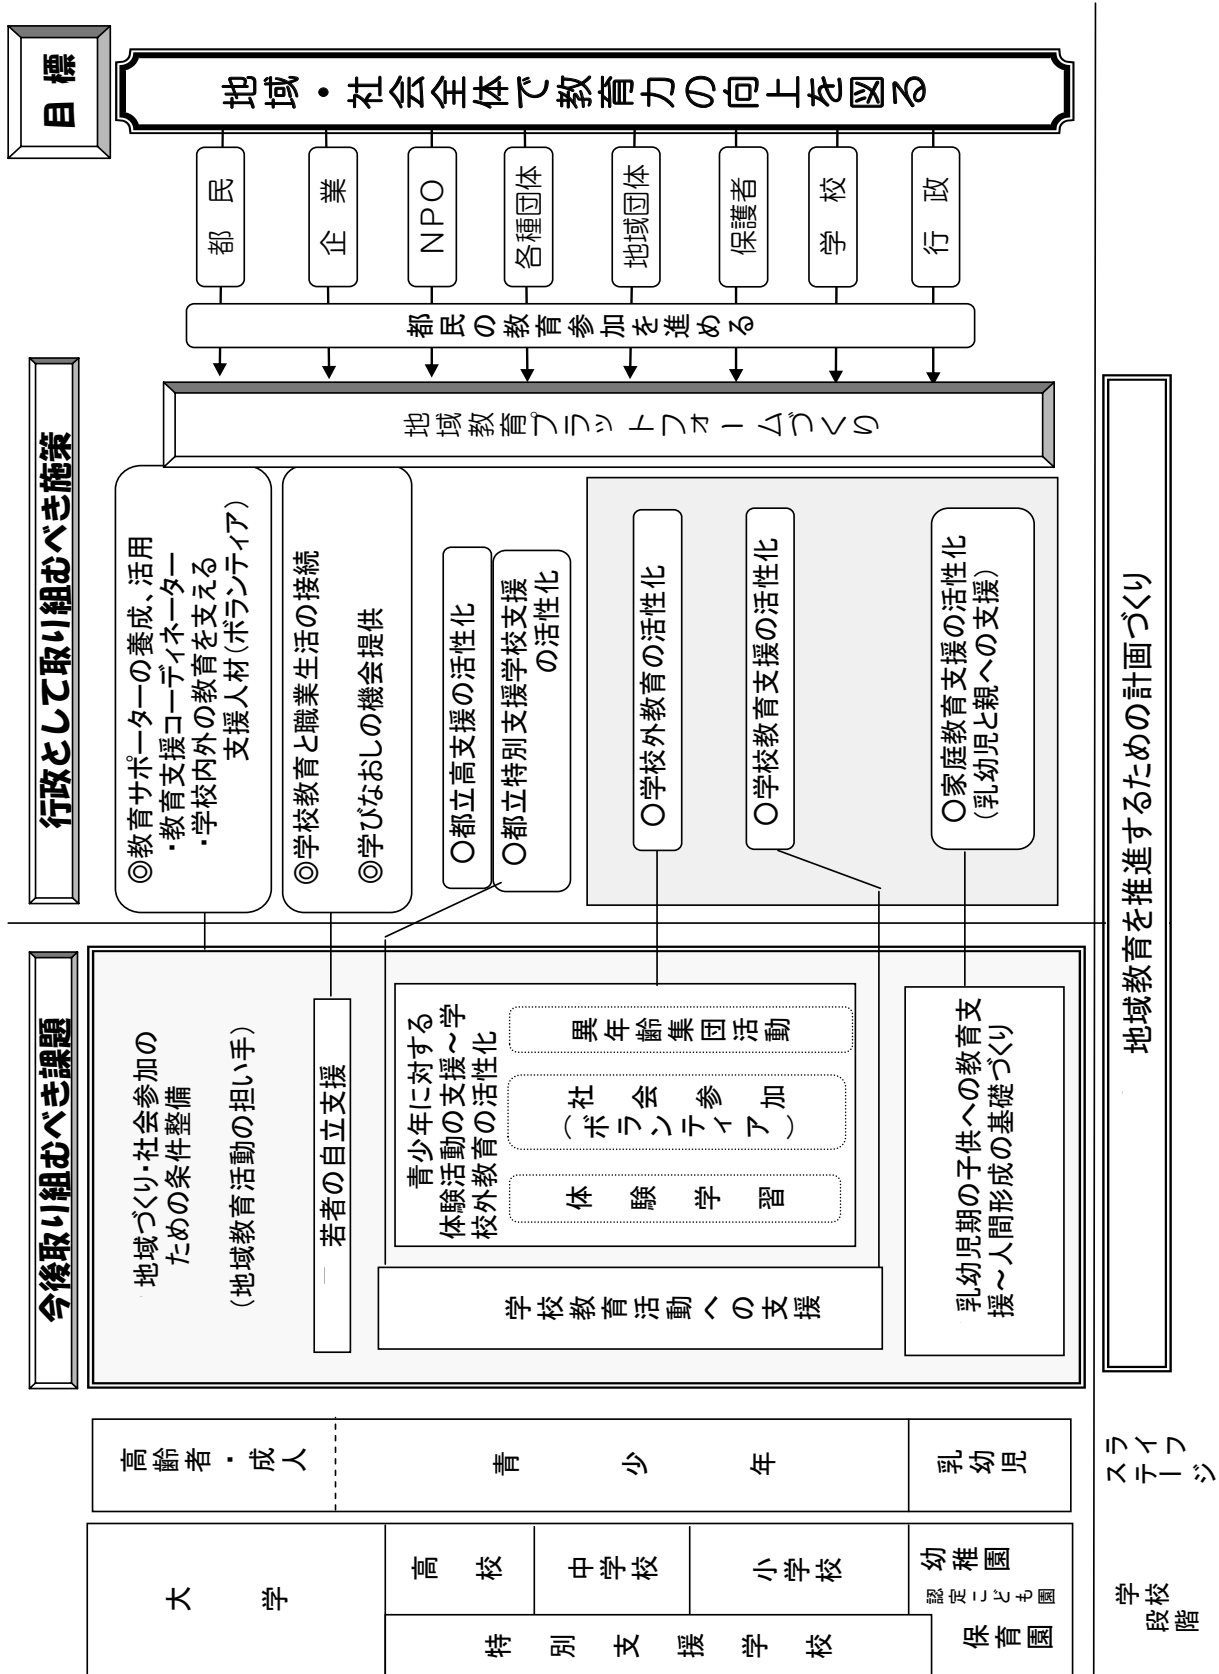 学校
段階
大学
高校
中学校
小学校
特別支援学校
幼稚園
認定こども園
保育園
ライフ
ステージ
高齢者・成人
青少年
乳幼児
今後取り組むべき課題
地域づくり・社会参加の
ための条件整備
（地域教育活動の担い手）
若者の自立支援
学校教育活動への支援
青少年に対する
体験活動の支援～学
校外教育の活性化
体験学習
社会参加
（ボランティア）
異年齢集団活動
乳幼児期の子供への教育支
援～人間形成の基礎づくり
行政として取り組むべき施策
◎教育サポーターの養成、活用
・教育支援コーディネーター
・学校内外の教育を支える
支援人材（ボランティア）
◎学校教育と職業生活の接続
◎学びなおしの機会提供
○都立高支援の活性化
○都立特別支援学校支援
の活性化
○学校外教育の活性化
○学校教育支援の活性化
○家庭教育支援の活性化
（乳幼児と親への支援）
地域教育プラットフォームづくり
都民の教育参加を進める
都民
企業
NPO
各種団体
地域団体
保護者
学校
行政
目標
地域・社会全体で教育力の向上を図る
地域教育を推進するための計画づくり